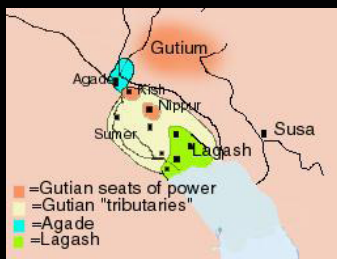 Gutium
Agade
Kish
Nippur
Sumer
Lagash
Susa
=Gutian seats of power
=Gutian "tributaries"
=Agade
=Lagash